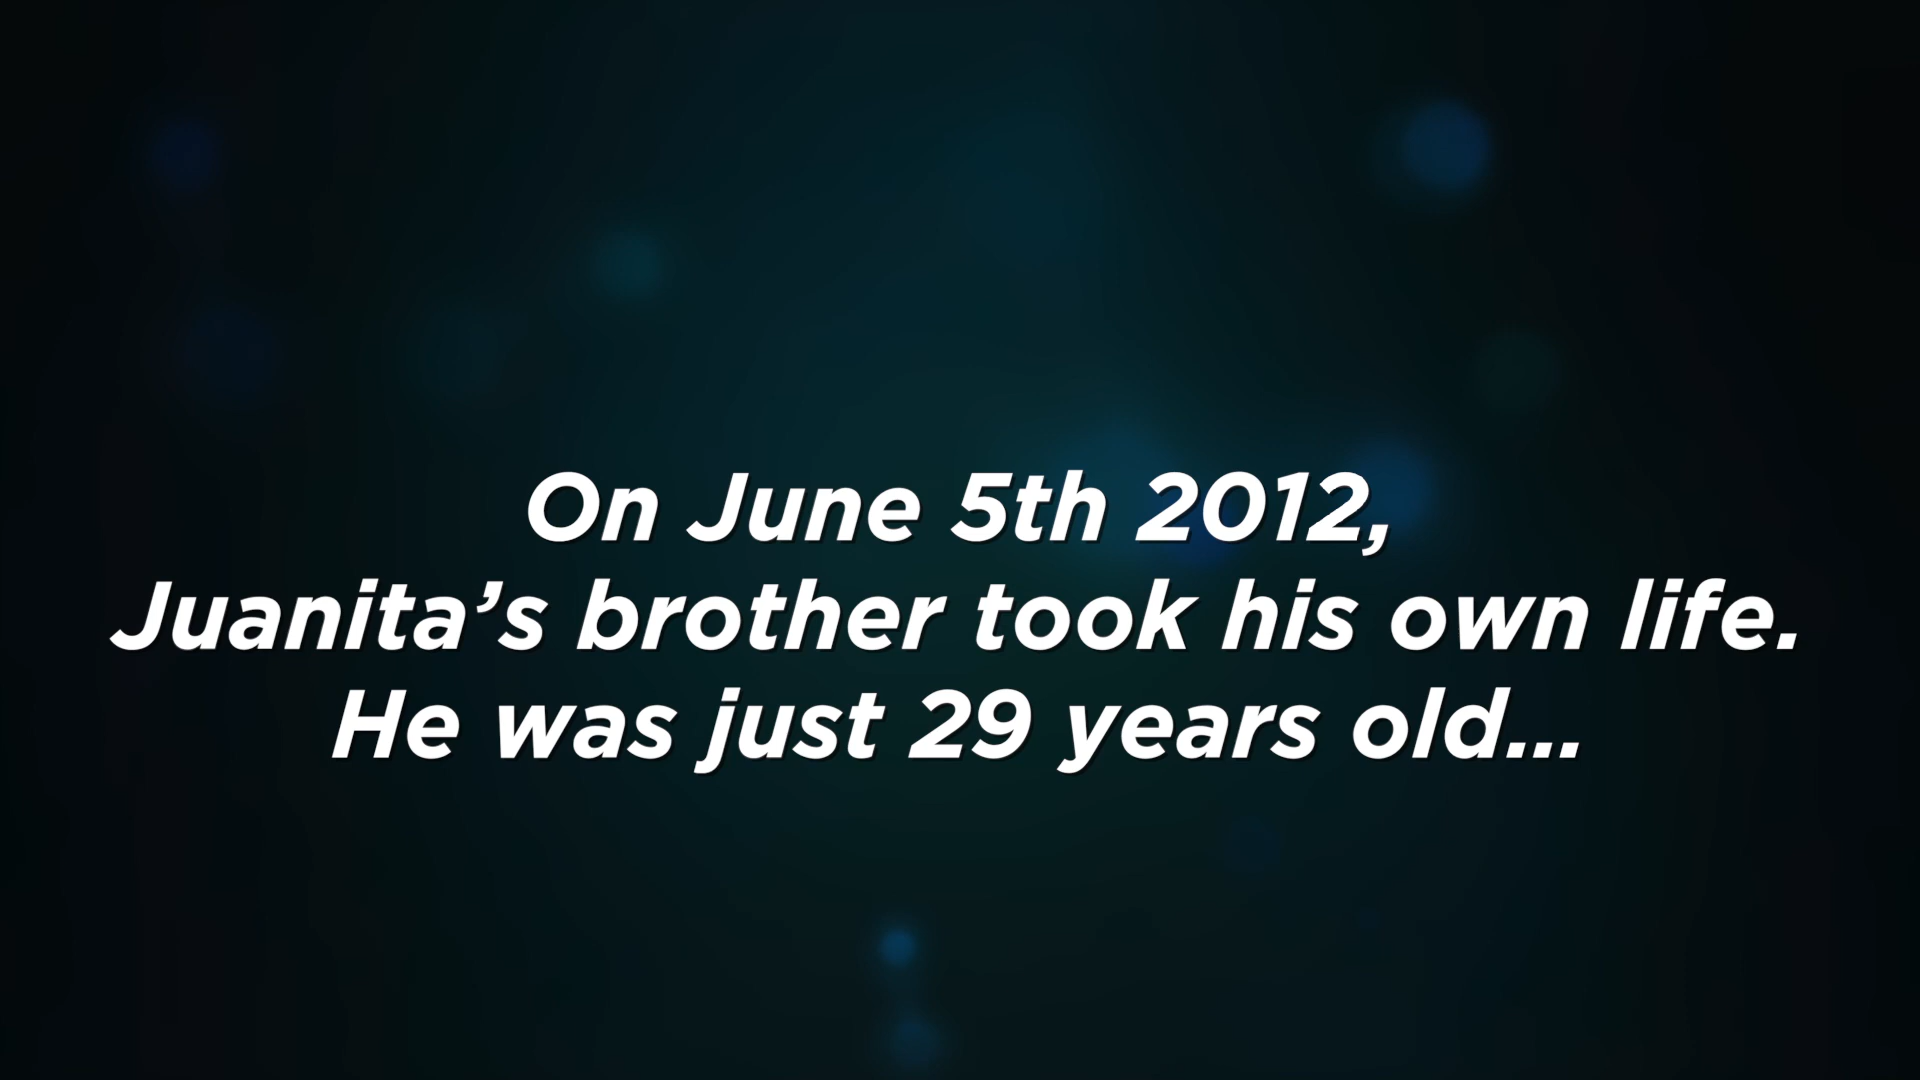 On June 5th 2012,
Juanita’s brother took his own life.
He was just 29 years old...